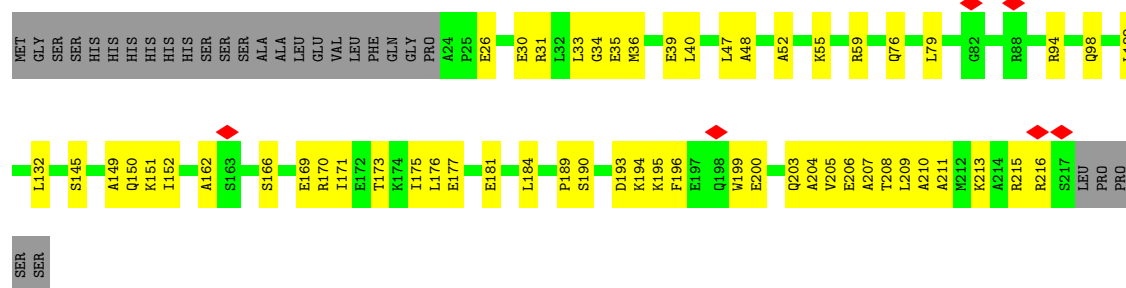 MET GLY SER SER HIS HIS HIS HIS HIS HIS SER SER SER ALA ALA LEU GLU VAL LEU PHE GLN GLY PRO A24 P25 E26 E30 R31 L32 L33 G34 E35 M36 E39 L40 L47 A48 A52 K55 R59 Q76 L79 G82 R88 R94 Q98
L132 S145 A149 Q150 K151 I152 A162 S163 S166 E169 R170 I171 E172 T173 K174 I175 L176 E177 E181 L184 P189 S190 D193 K194 K195 F196 E197 Q198 W199 E200 Q203 A204 V205 E206 A207 T208 L209 A210 A211 M212 K213 A214 R215 R216 S217 LEU PRO PRO
SER SER